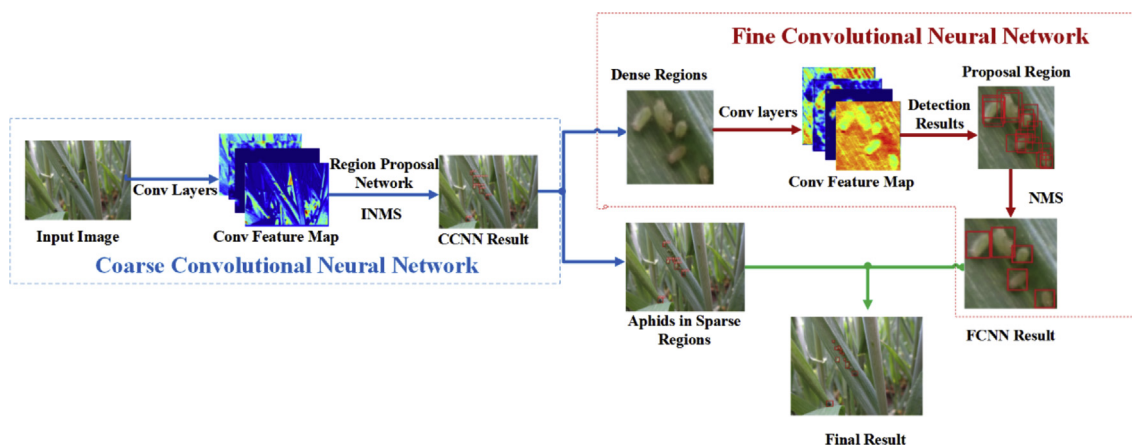 Fine Convolutional Neural Network
Dense Regions
Conv layers
Conv Feature Map
Detection
Results
Proposal Region
NMS
FCNN Result
Input Image
Conv Layers
Conv Feature Map
Region Proposal
Network
INMS
CCNN Result
Coarse Convolutional Neural Network
Aphids in Sparse
Regions
Final Result